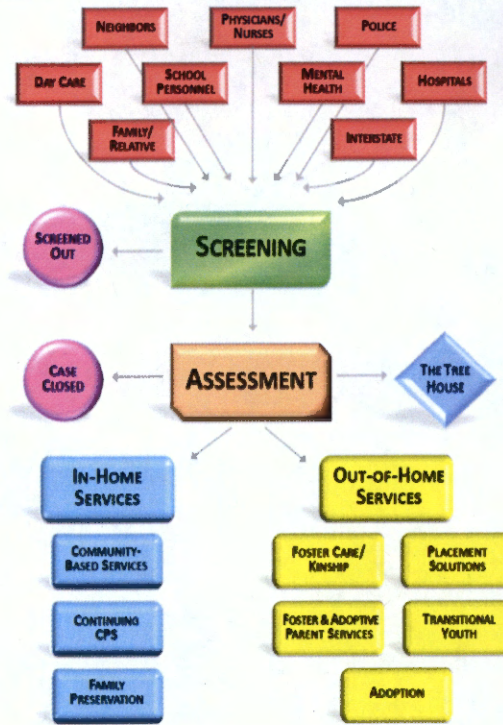 NEIGHBORS
PHYSICIANS/
NURSES
POLICE
DAY CARE
SCHOOL
PERSONNEL
MENTAL
HEALTH
HOSPITALS
FAMILY/
RELATIVE
INTERSTATE
SCREENED
OUT
SCREENING
CASE
CLOSED
ASSESSMENT
THE TREE
HOUSE
IN-HOME
SERVICES
COMMUNITY-
BASED SERVICES
CONTINUING
CPS
FAMILY
PRESERVATION
OUT-OF-HOME
SERVICES
FOSTER CARE/
KINSHIP
PLACEMENT
SOLUTIONS
FOSTER & ADOPTIVE
PARENT SERVICES
TRANSITIONAL
YOUTH
ADOPTION